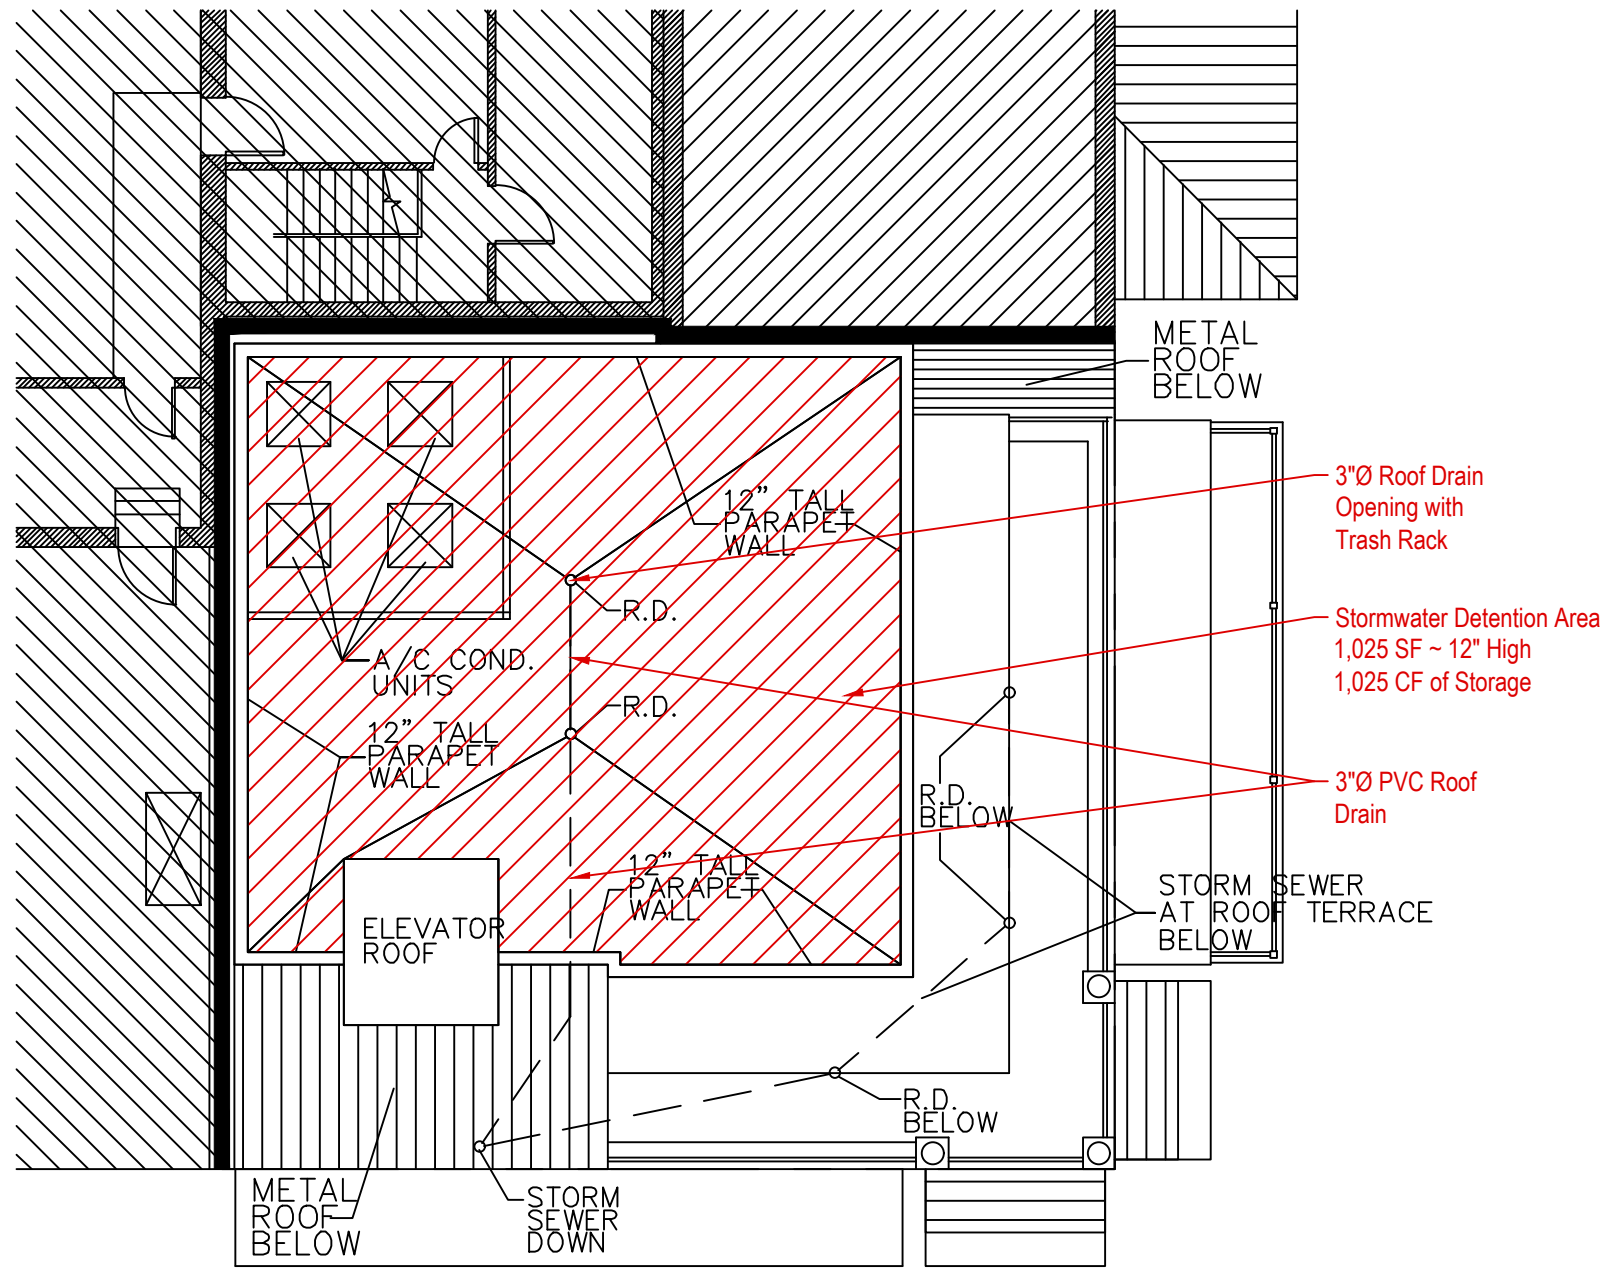 METAL
ROOF
BELOW
3"Ø Roof Drain
Opening with
Trash Rack
12” TALL
PARAPET
WALL
R.D.
Stormwater Detention Area
1,025 SF ~ 12" High
1,025 CF of Storage
A/C COND.
UNITS
R.D.
12” TALL
PARAPET
WALL
3"Ø PVC Roof
Drain
R.D.
BELOW
12” TALL
PARAPET
WALL
STORM SEWER
AT ROOF TERRACE
BELOW
ELEVATOR
ROOF
R.D.
BELOW
METAL
ROOF
BELOW
STORM
SEWER
DOWN